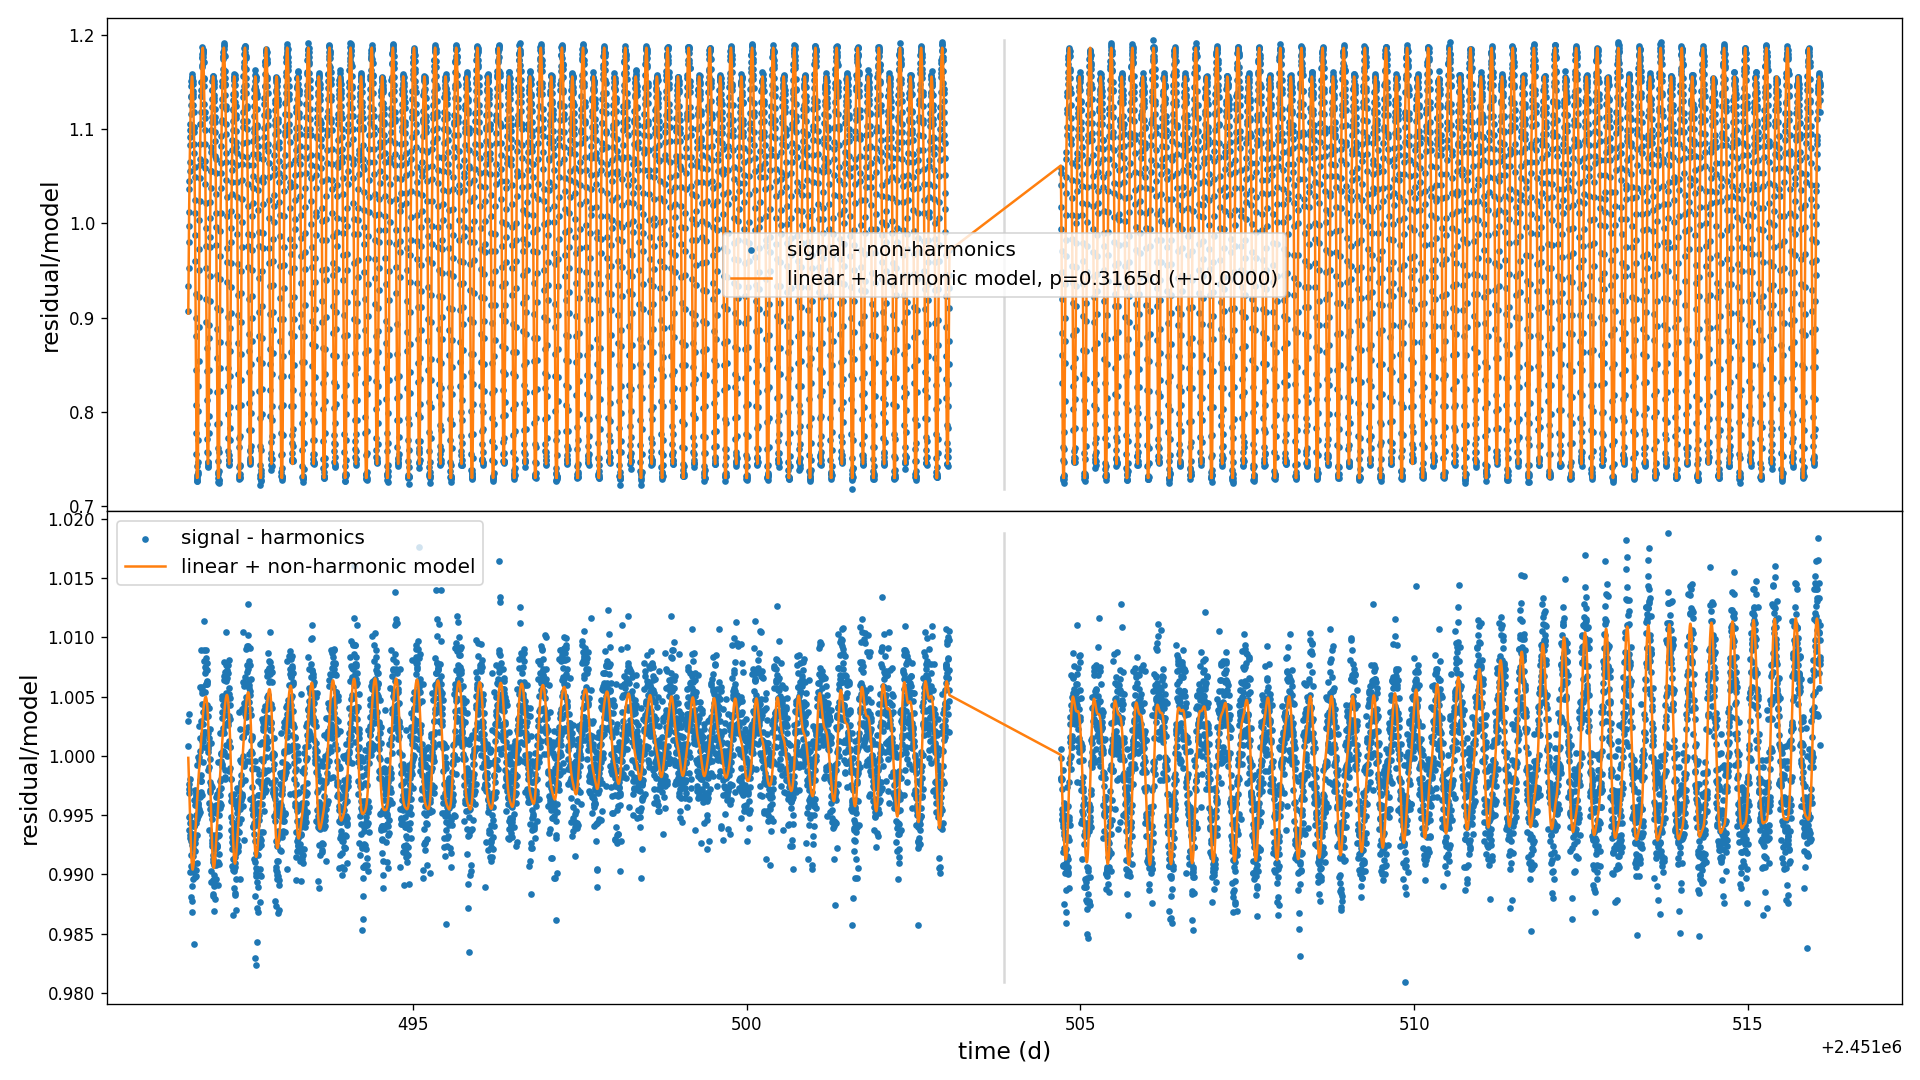 1.2
1.1
1.0
0.9
0.8
0.7
residual/model
signal - non-harmonics
linear + harmonic model, p=0.3165d (+-0.0000)
1.020
1.015
1.010
1.005
1.000
0.995
0.990
0.985
0.980
residual/model
signal - harmonics
linear + non-harmonic model
495
500
505
510
515
time (d)
+2.451e6